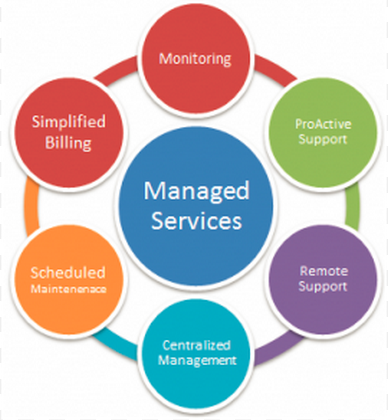 Monitoring
ProActive
Support
Remote
Support
Centralized
Management
Scheduled
Maintenenace
Simplified
Billing
Managed
Services